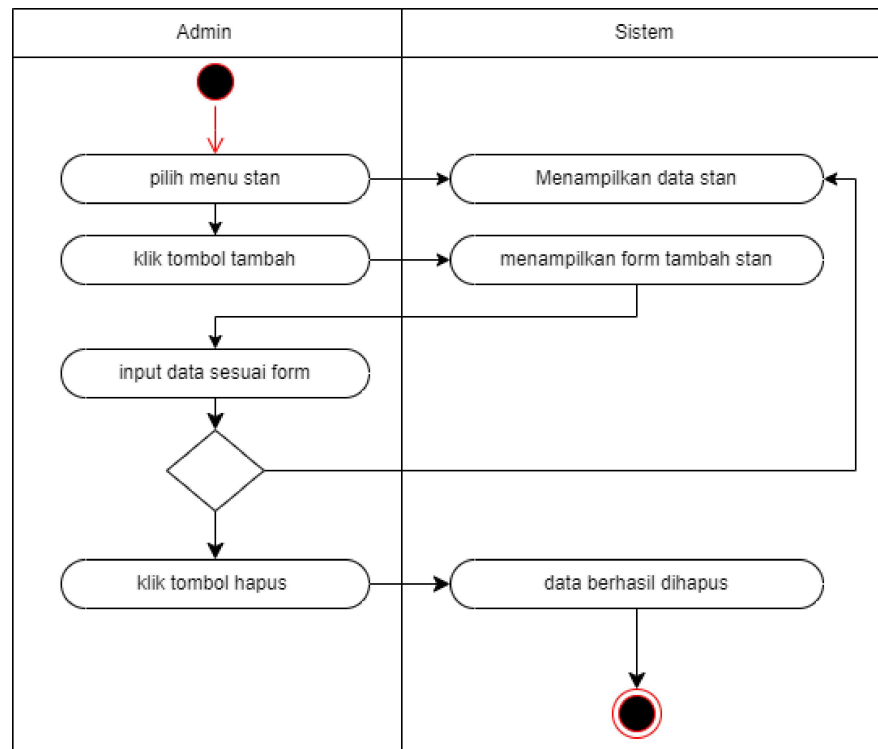 Admin
Sistem
pilih menu stan
Menampilkan data stan
klik tombol tambah
menampilkan form tambah stan
input data sesuai form
klik tombol hapus
data berhasil dihapus